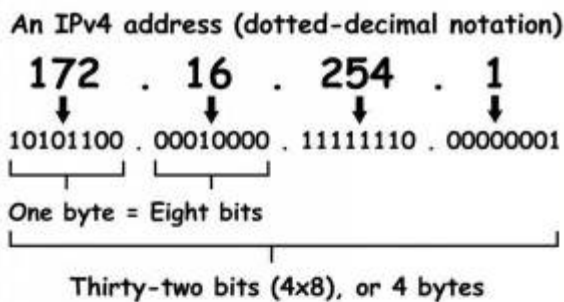 An IPv4 address (dotted-decimal notation)
172 . 16 . 254 . 1
10101100 . 00010000 . 11111110 . 00000001
One byte = Eight bits
Thirty-two bits (4x8), or 4 bytes